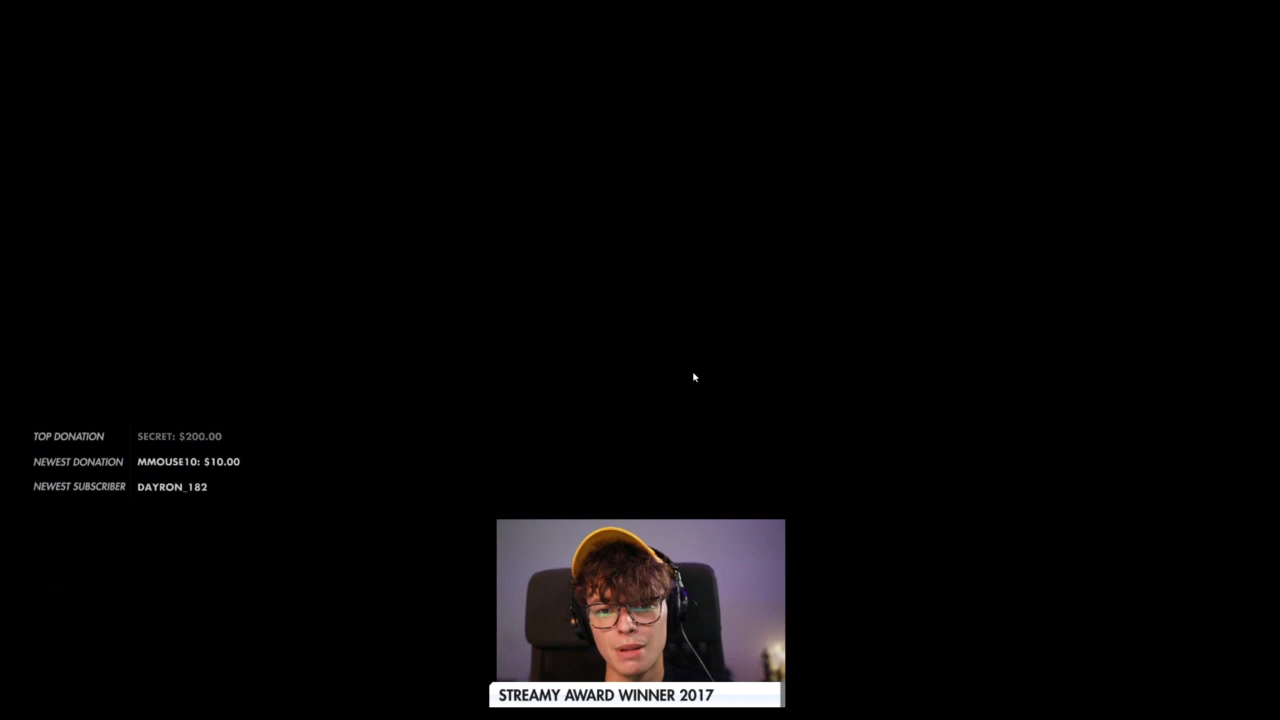 TOP DONATION SECRET: $200.00
NEWEST DONATION MMOUSE10: $10.00
NEWEST SUBSCRIBER DAYRON_182
STREAMY AWARD WINNER 2017